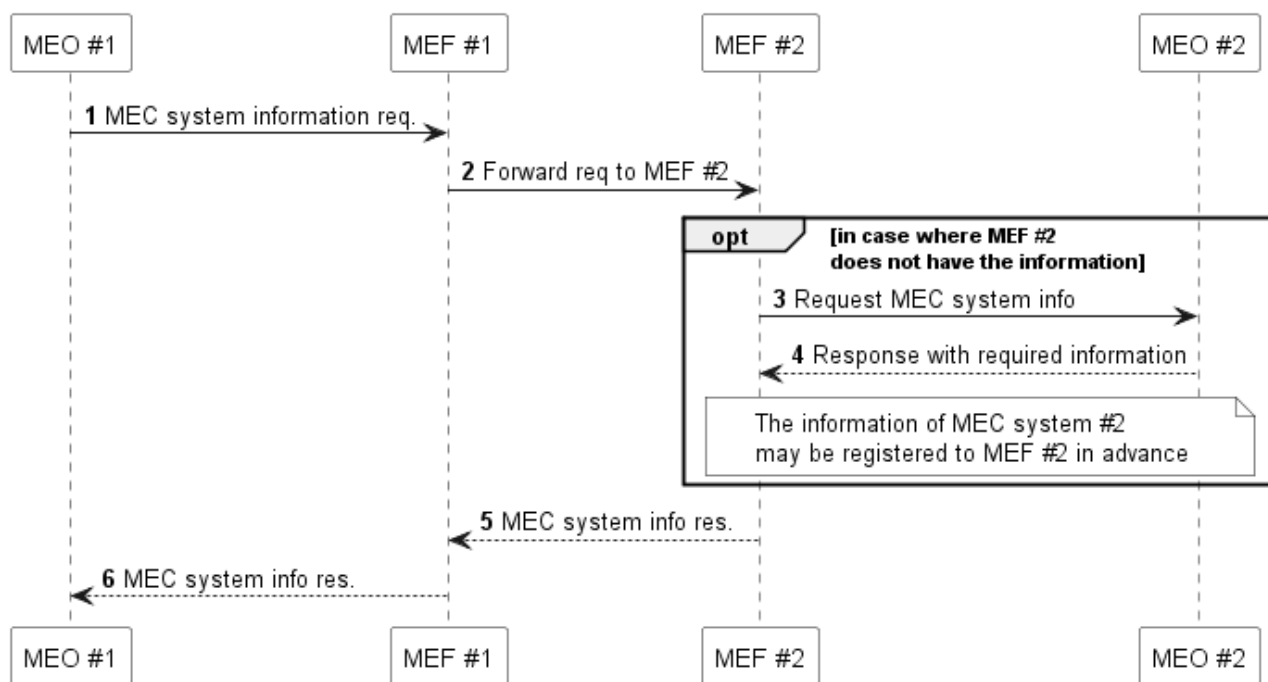 MEO #1 MEF #1 MEF #2 MEO #2
1 MEC system information req.
2 Forward req to MEF #2
opt [in case where MEF #2
does not have the information]
3 Request MEC system info
4 Response with required information
The information of MEC system #2
may be registered to MEF #2 in advance
5 MEC system info res.
6 MEC system info res.
MEO #1 MEF #1 MEF #2 MEO #2